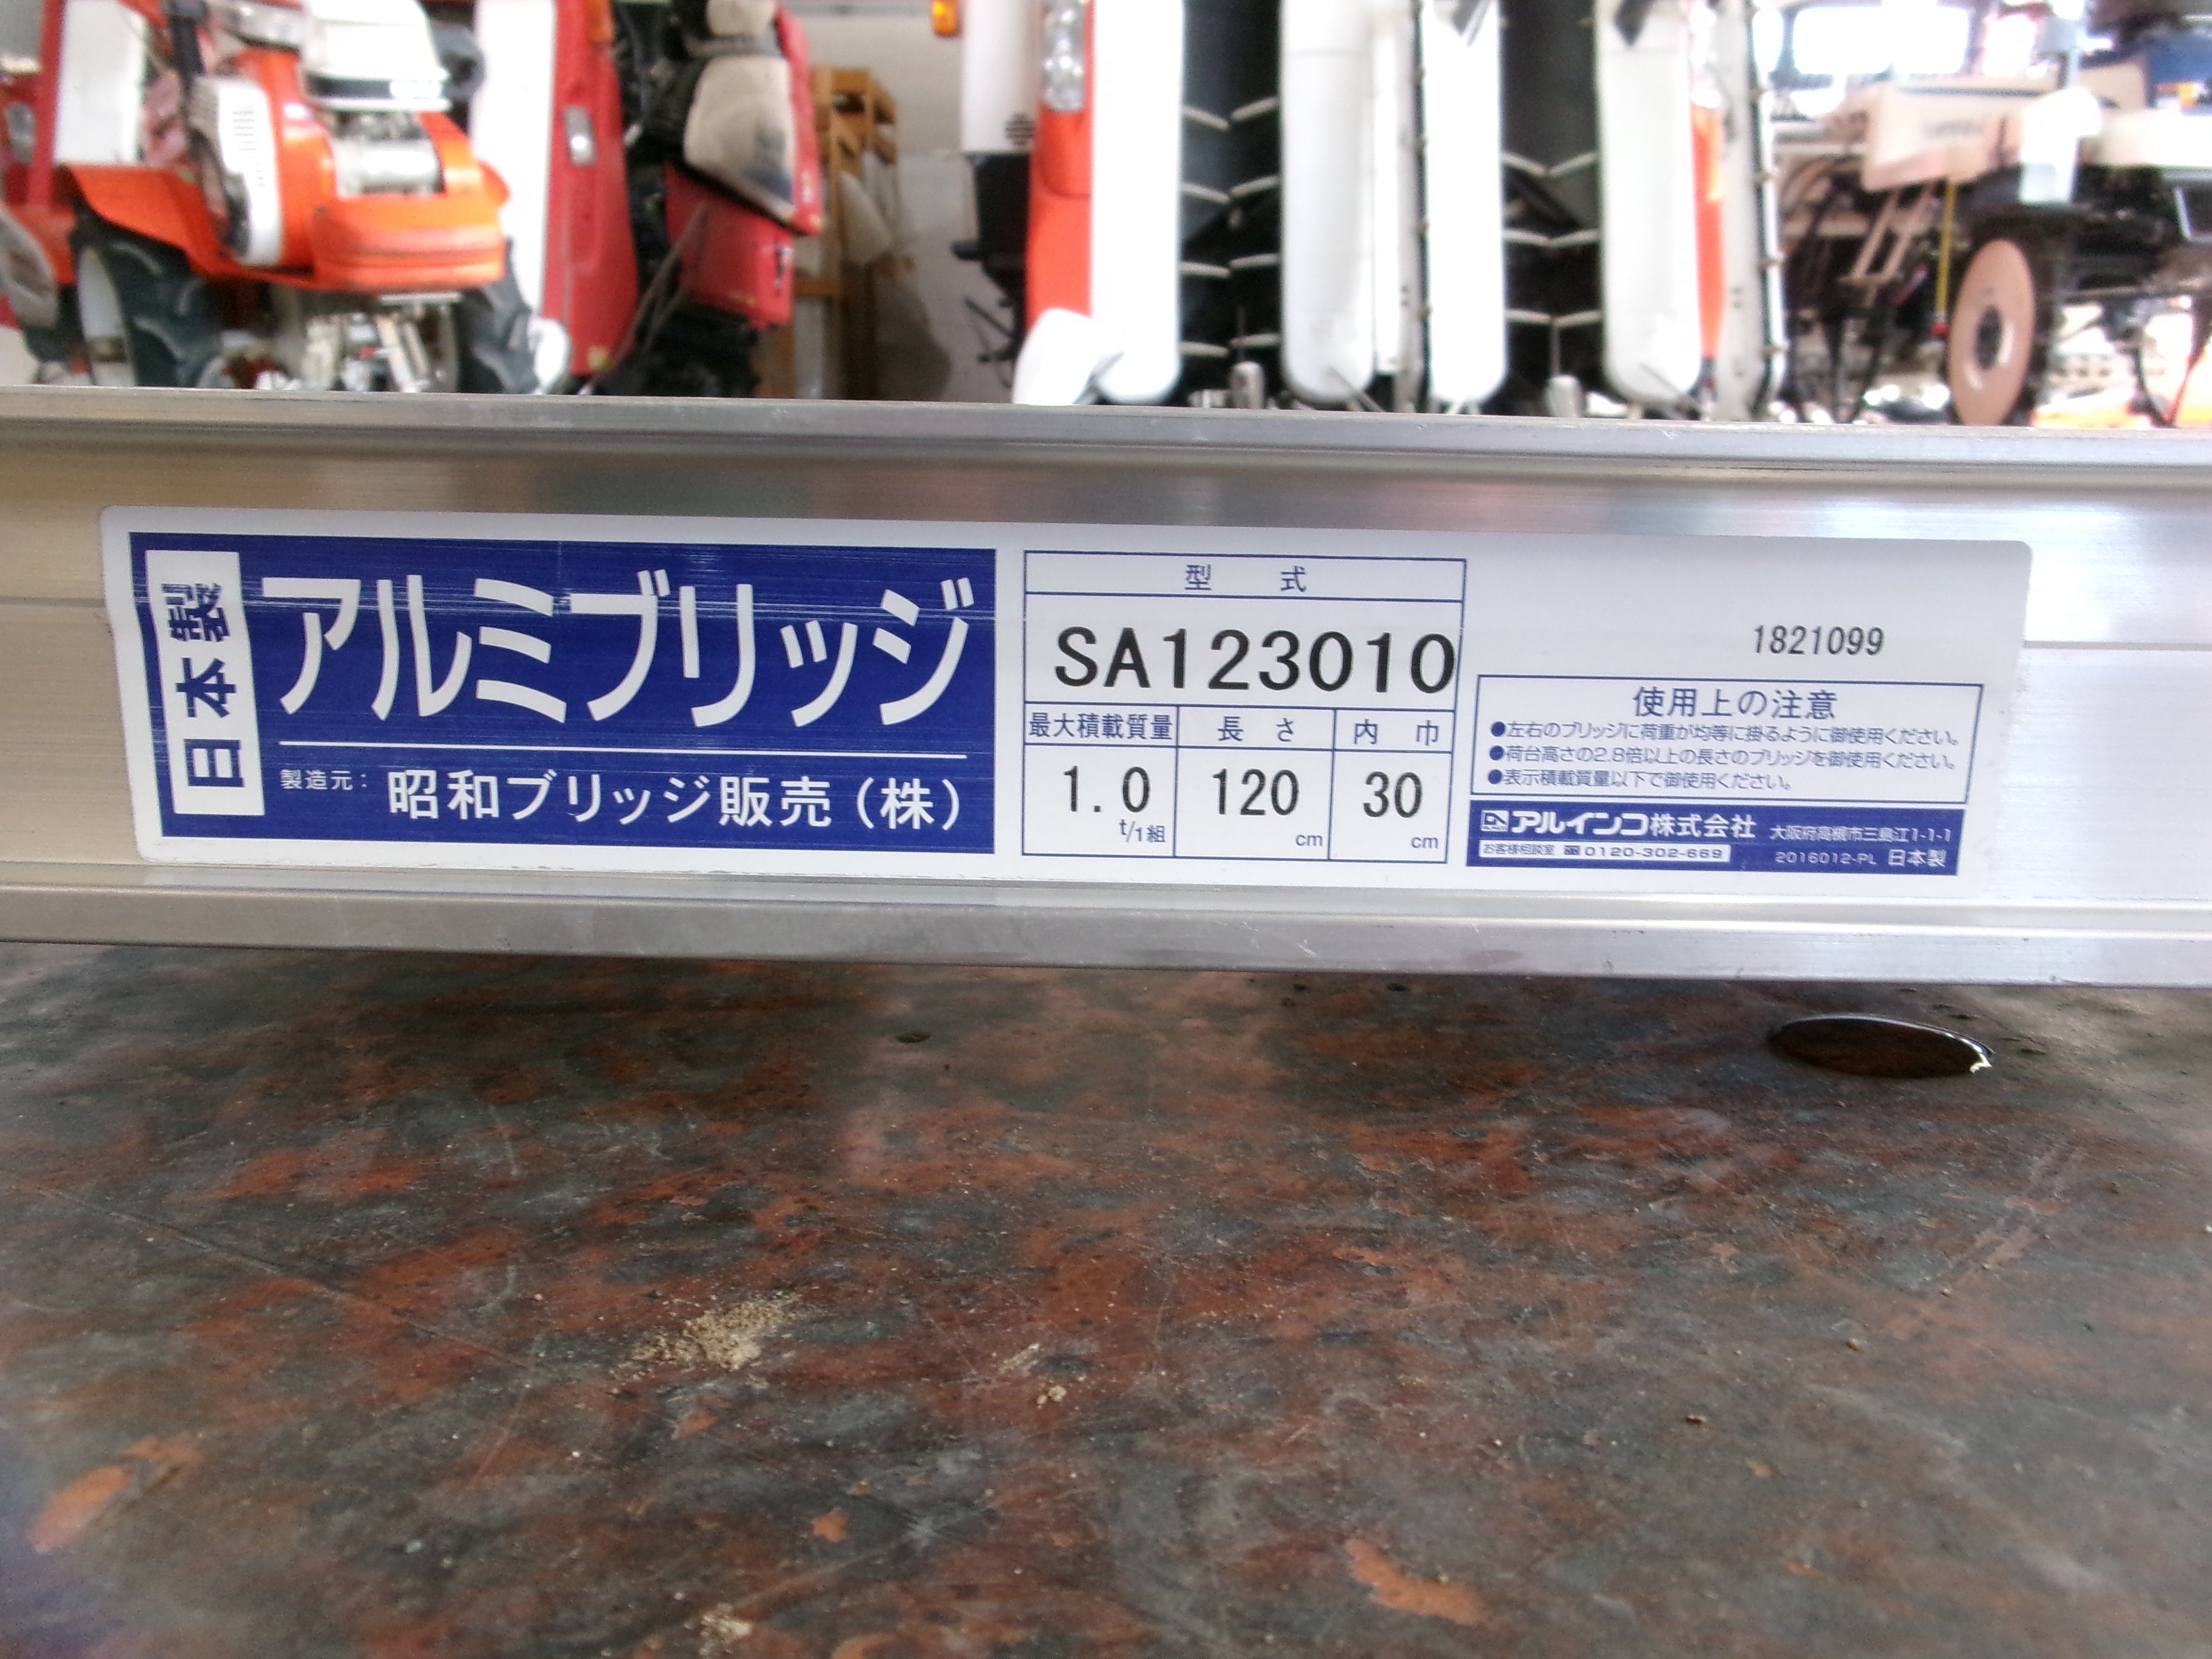 日本製
アルミブリッジ
製造元：昭和ブリッジ販売（株）
型式
SA123010
最大積載質量 長さ 内巾
1.0 t/1組 120 cm 30 cm
1821099
使用上の注意
●左右のブリッジに荷重が均等に掛るように御使用ください。
●荷台高さの2.8倍以上の長さのブリッジを御使用ください。
●表示積載質量以下で御使用ください。
アルインコ株式会社 大阪府高槻市三島江1-1-1
お客様相談室 0120-302-669 2016012-PL 日本製